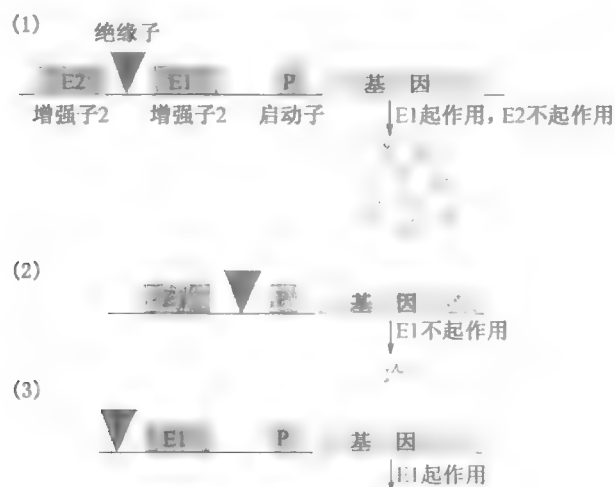 (1)
绝缘子
E2 E1 P 基 因
增强子2 增强子2 启动子
E1起作用, E2不起作用
(2)
E1 P 基 因
E1不起作用
(3)
E1 P 基 因
E1起作用